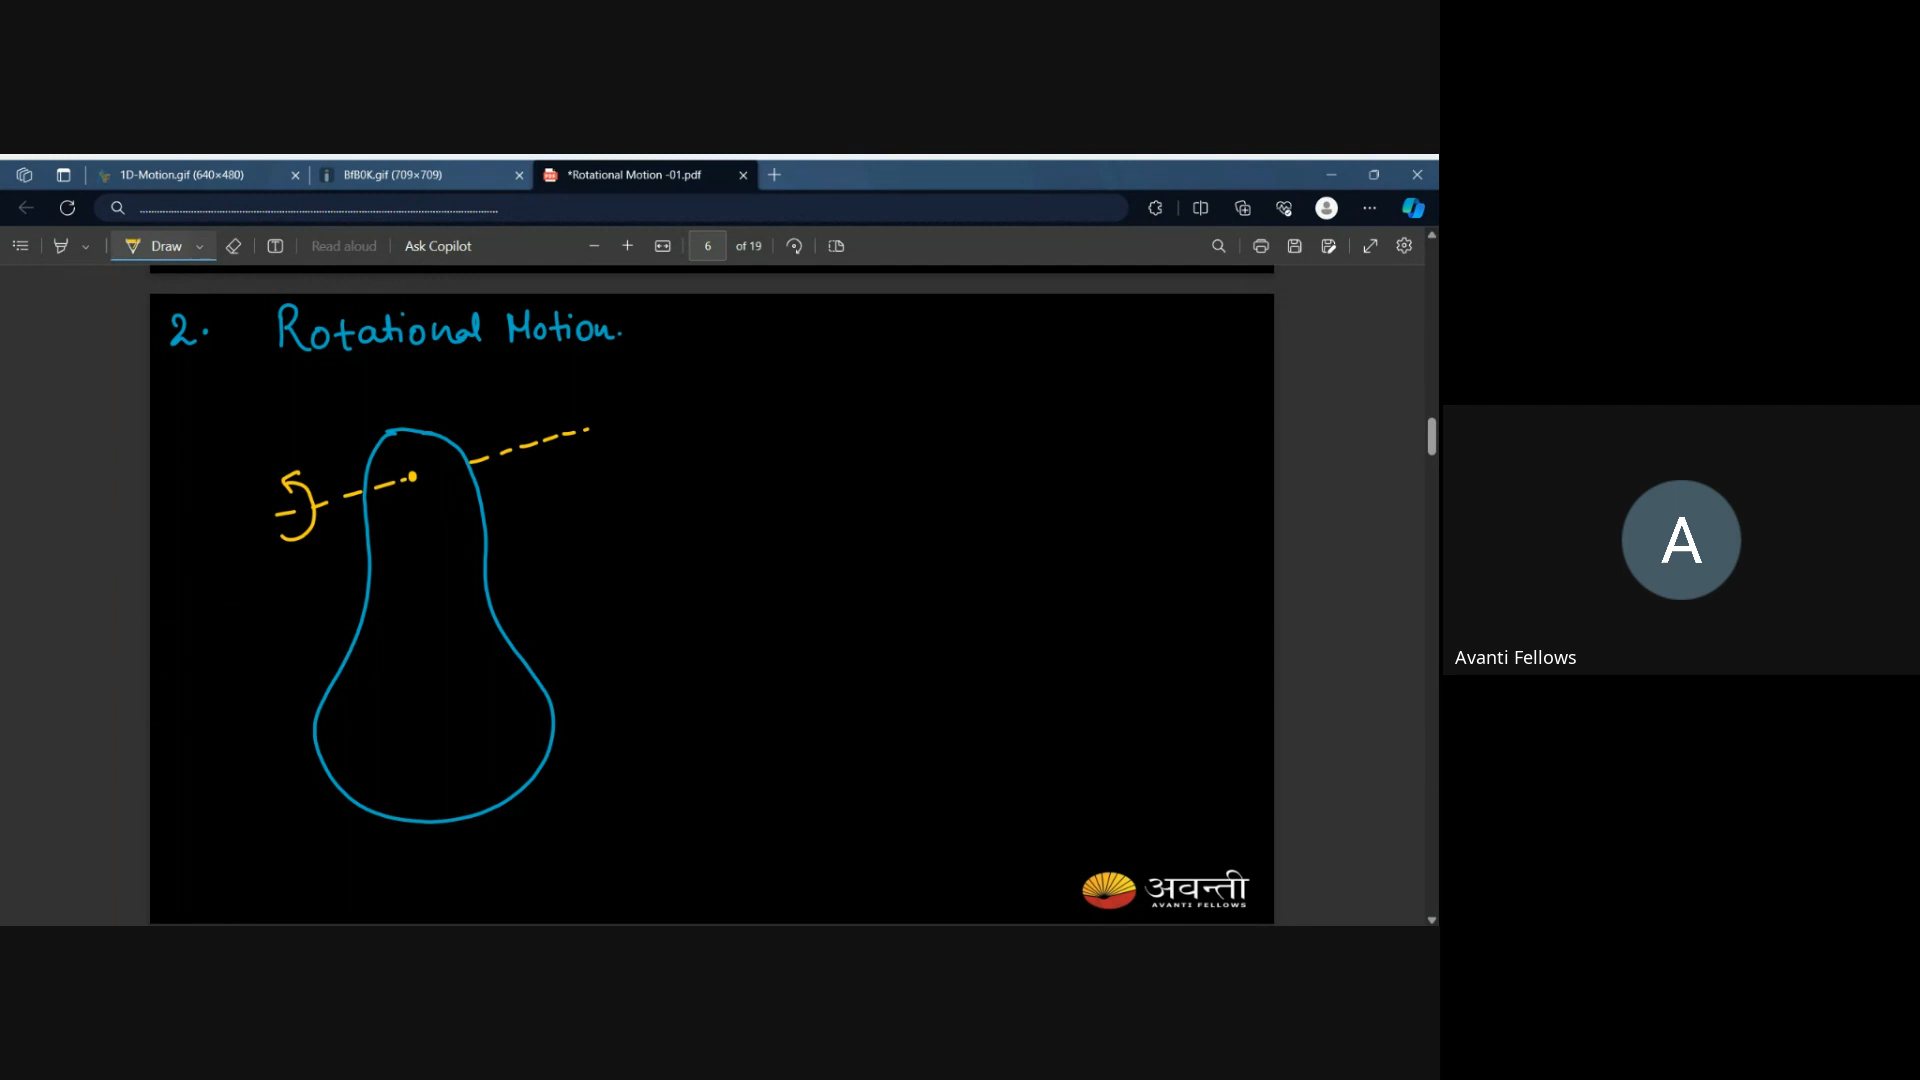 1D-Motion.gif (640×480)
BfB0K.gif (709×709)
*Rotational Motion -01.pdf
Draw
Read aloud
Ask Copilot
6 of 19
2. Rotational Motion.
A
Avanti Fellows
अवन्ती
AVANTI FELLOWS